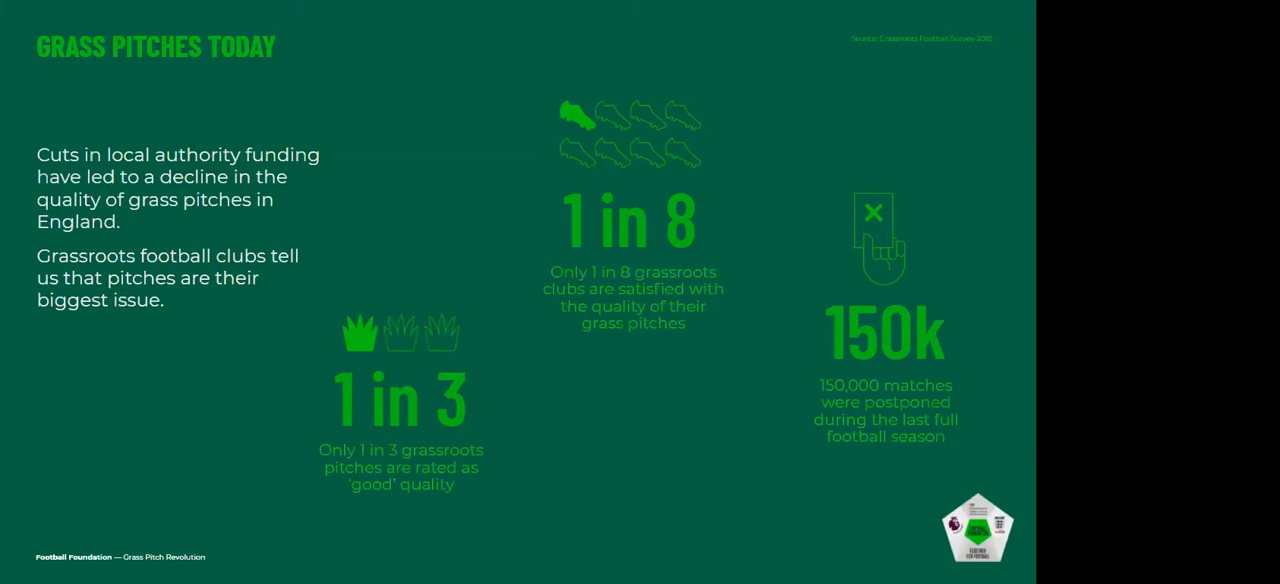 GRASS PITCHES TODAY
Source: Grassroots Football Survey
Cuts in local authority funding
have led to a decline in the
quality of grass pitches in
England.
Grassroots football clubs tell
us that pitches are their
biggest issue.
1 in 3
Only 1 in 3 grassroots
pitches are rated as
'good' quality
1 in 8
Only 1 in 8 grassroots
clubs are satisfied with
the quality of their
grass pitches
150k
150,000 matches
were postponed
during the last full
football season
Football Foundation — Grass Pitch Revolution